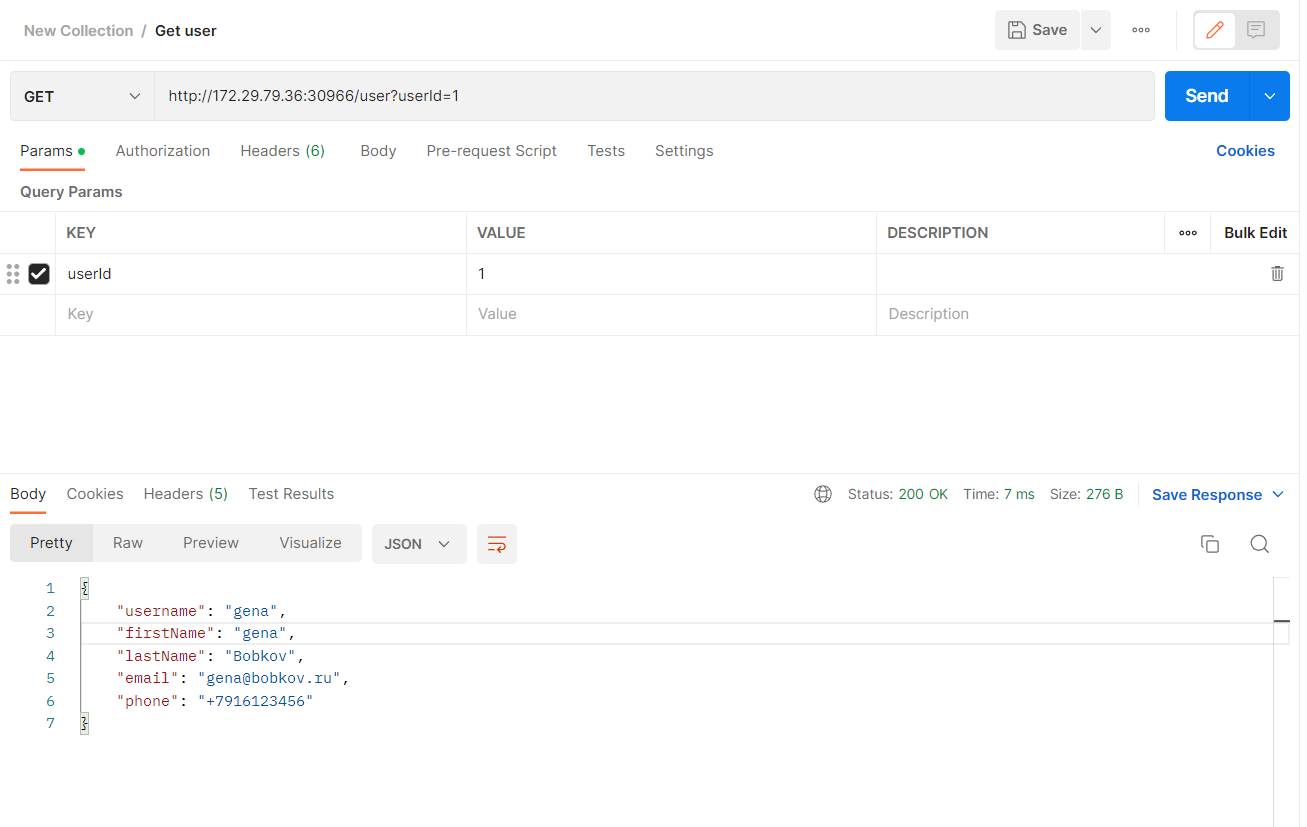 New Collection / Get user
Save
GET
http://172.29.79.36:30966/user?userId=1
Send
Params
Authorization
Headers (6)
Body
Pre-request Script
Tests
Settings
Cookies
Query Params
KEY VALUE DESCRIPTION Bulk Edit
userId 1
Key Value Description
Body Cookies Headers (5) Test Results
Status: 200 OK Time: 7 ms Size: 276 B Save Response
Pretty Raw Preview Visualize JSON
1 {
2 "username": "gena",
3 "firstName": "gena",
4 "lastName": "Bobkov",
5 "email": "gena@bobkov.ru",
6 "phone": "+7916123456"
7 }